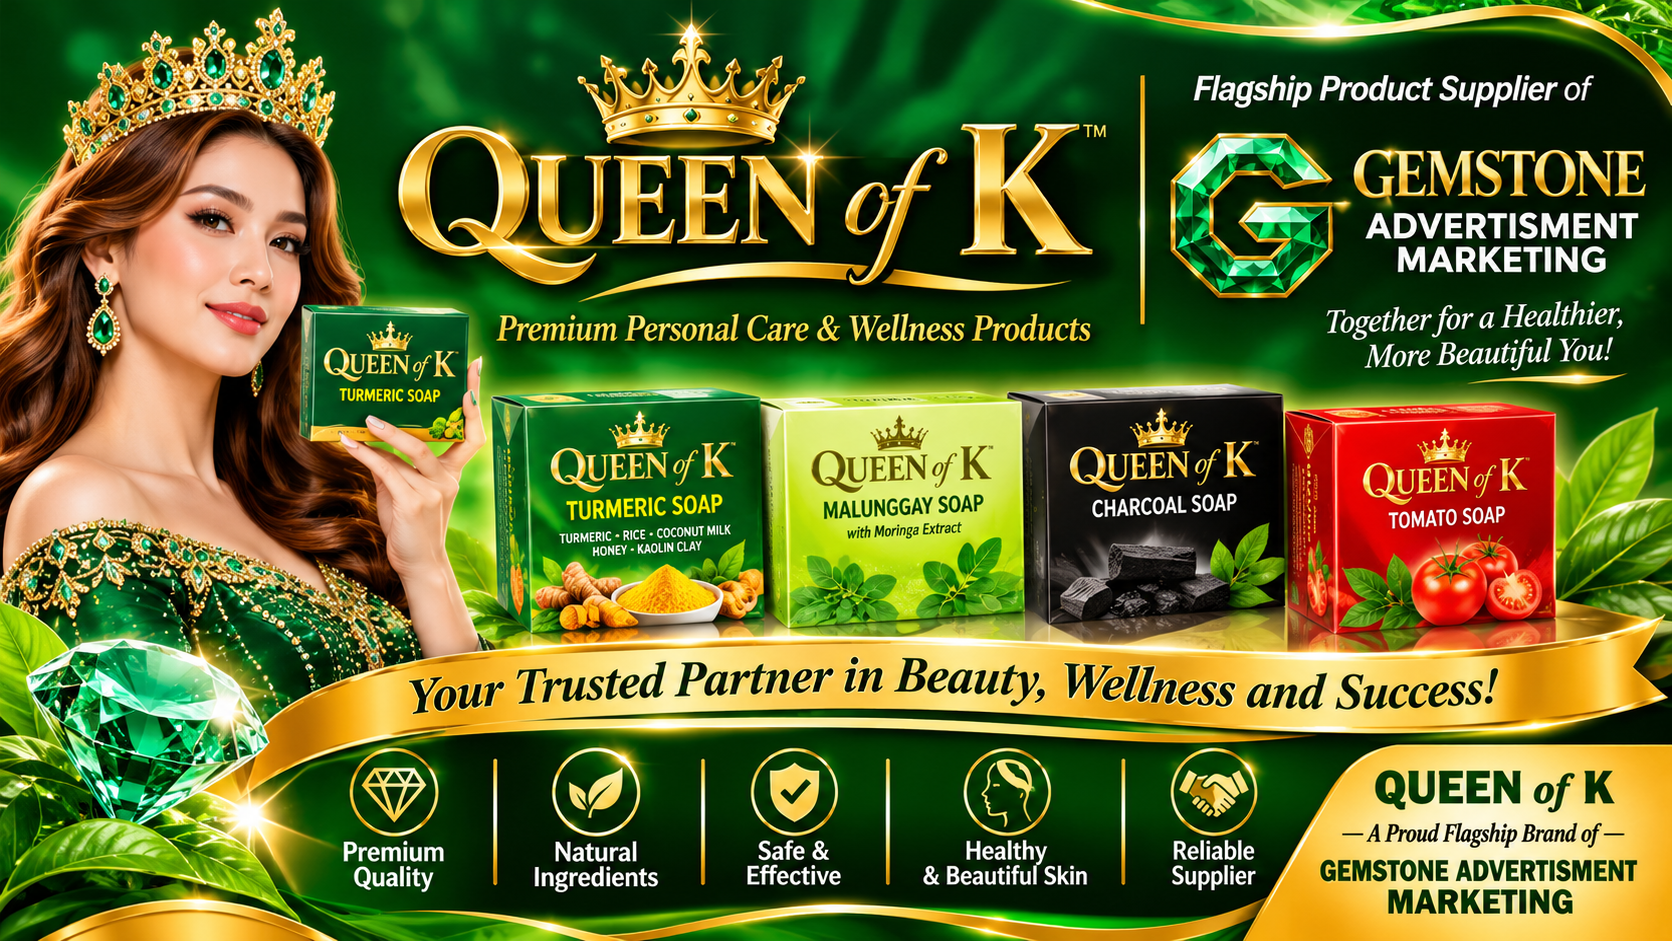 QUEEN of K™
Premium Personal Care & Wellness Products
Flagship Product Supplier of
G
GEMSTONE
ADVERTISMENT
MARKETING
Together for a Healthier,
More Beautiful You!
QUEEN of K
TURMERIC SOAP
QUEEN of K™
TURMERIC SOAP
TURMERIC • RICE • COCONUT MILK
HONEY • KAOLIN CLAY
QUEEN of K™
MALUNGGAY SOAP
with Moringa Extract
QUEEN of K™
CHARCOAL SOAP
QUEEN of K™
TOMATO SOAP
Your Trusted Partner in Beauty, Wellness and Success!
Premium
Quality
Natural
Ingredients
Safe &
Effective
Healthy
& Beautiful Skin
Reliable
Supplier
QUEEN of K
— A Proud Flagship Brand of —
GEMSTONE ADVERTISMENT
MARKETING